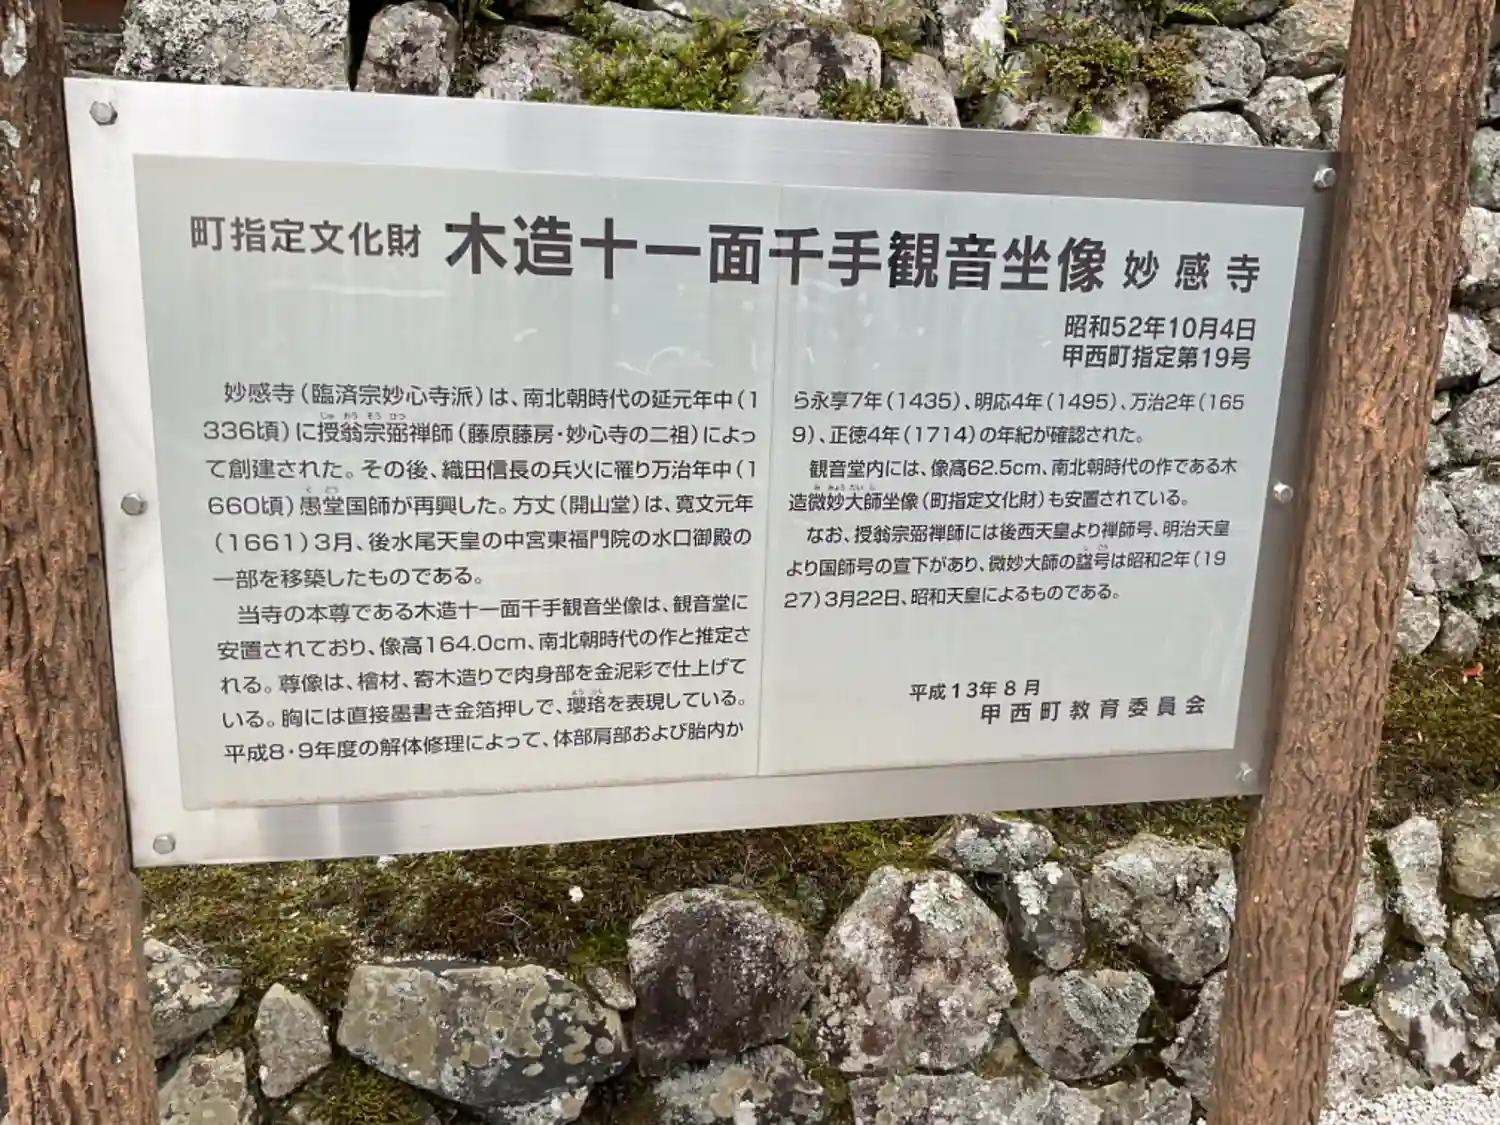 町指定文化財 木造十一面千手観音坐像 妙感寺
昭和52年10月4日
甲西町指定第19号
妙感寺（臨済宗妙心寺派）は、南北朝時代の延元年中（1
336頃）に授翁宗弼禅師（藤原藤房・妙心寺の二祖）によっ
て創建された。その後、織田信長の兵火に罹り万治年中（1
660頃）愚堂国師が再興した。方丈（開山堂）は、寛文元年
（1661）3月、後水尾天皇の中宮東福門院の水口御殿の
一部を移築したものである。
当寺の本尊である木造十一面千手観音坐像は、観音堂に
安置されており、像高164.0cm、南北朝時代の作と推定さ
れる。尊像は、檜材、寄木造りで肉身部を金泥彩で仕上げて
いる。胸には直接墨書き金箔押しで、瓔珞を表現している。
平成8・9年度の解体修理によって、体部肩部および胎内か
ら永享7年（1435）、明応4年（1495）、万治2年（165
9）、正徳4年（1714）の年紀が確認された。
観音堂内には、像高62.5cm、南北朝時代の作である木
造微妙大師坐像（町指定文化財）も安置されている。
なお、授翁宗弼禅師には後西天皇より禅師号、明治天皇
より国師号の宣下があり、微妙大師の諡号は昭和2年（19
27）3月22日、昭和天皇によるものである。
平成13年8月
甲西町教育委員会